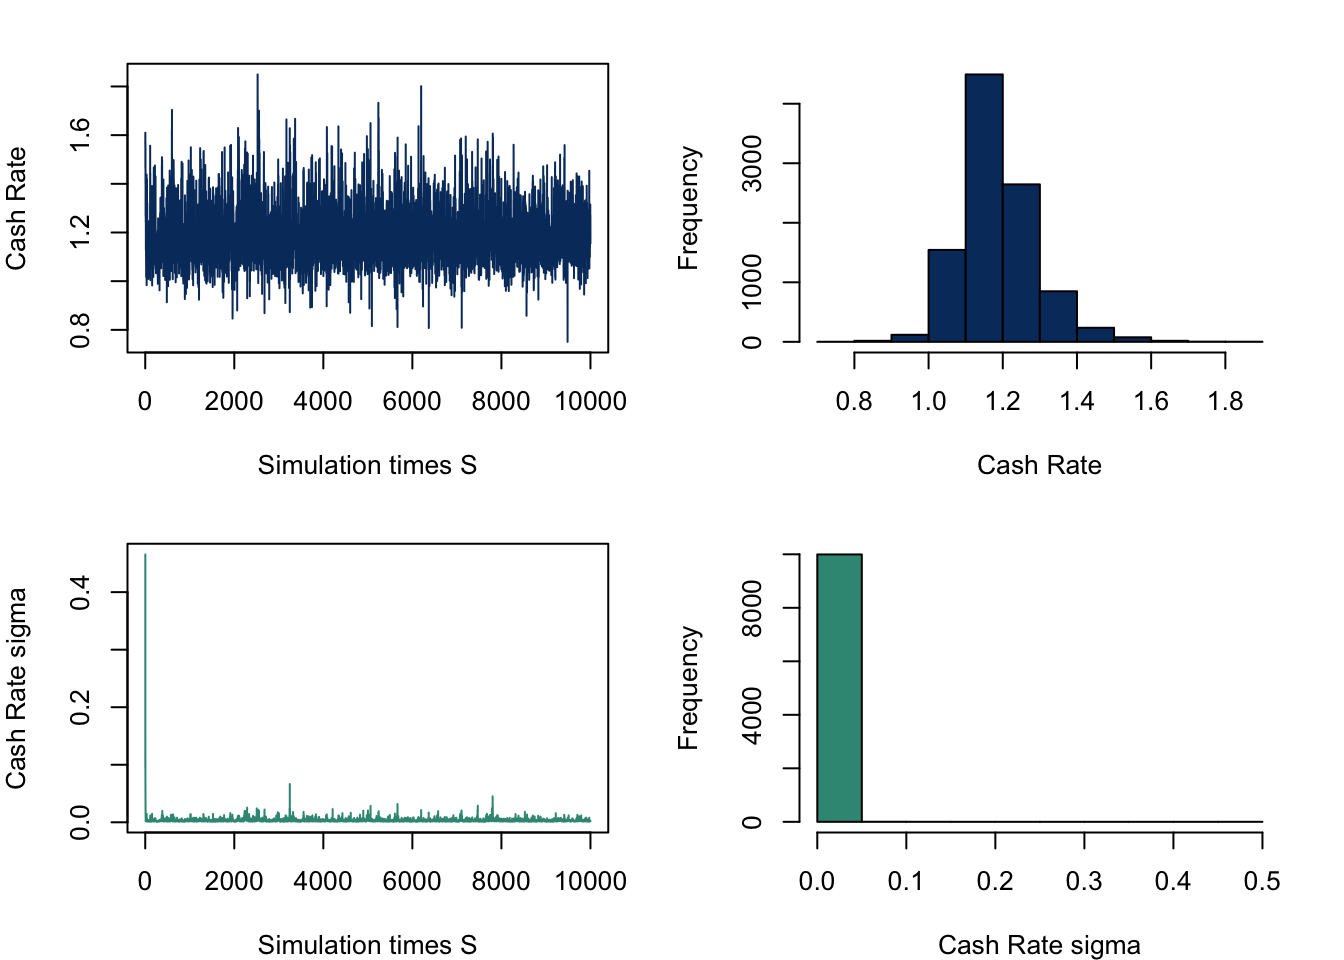 Cash Rate
0.8 1.2 1.6
0 2000 4000 6000 8000 10000
Simulation times S
Frequency
0 1000 3000
0.8 1.0 1.2 1.4 1.6 1.8
Cash Rate
Cash Rate sigma
0.0 0.2 0.4
0 2000 4000 6000 8000 10000
Simulation times S
Frequency
0 4000 8000
0.0 0.1 0.2 0.3 0.4 0.5
Cash Rate sigma